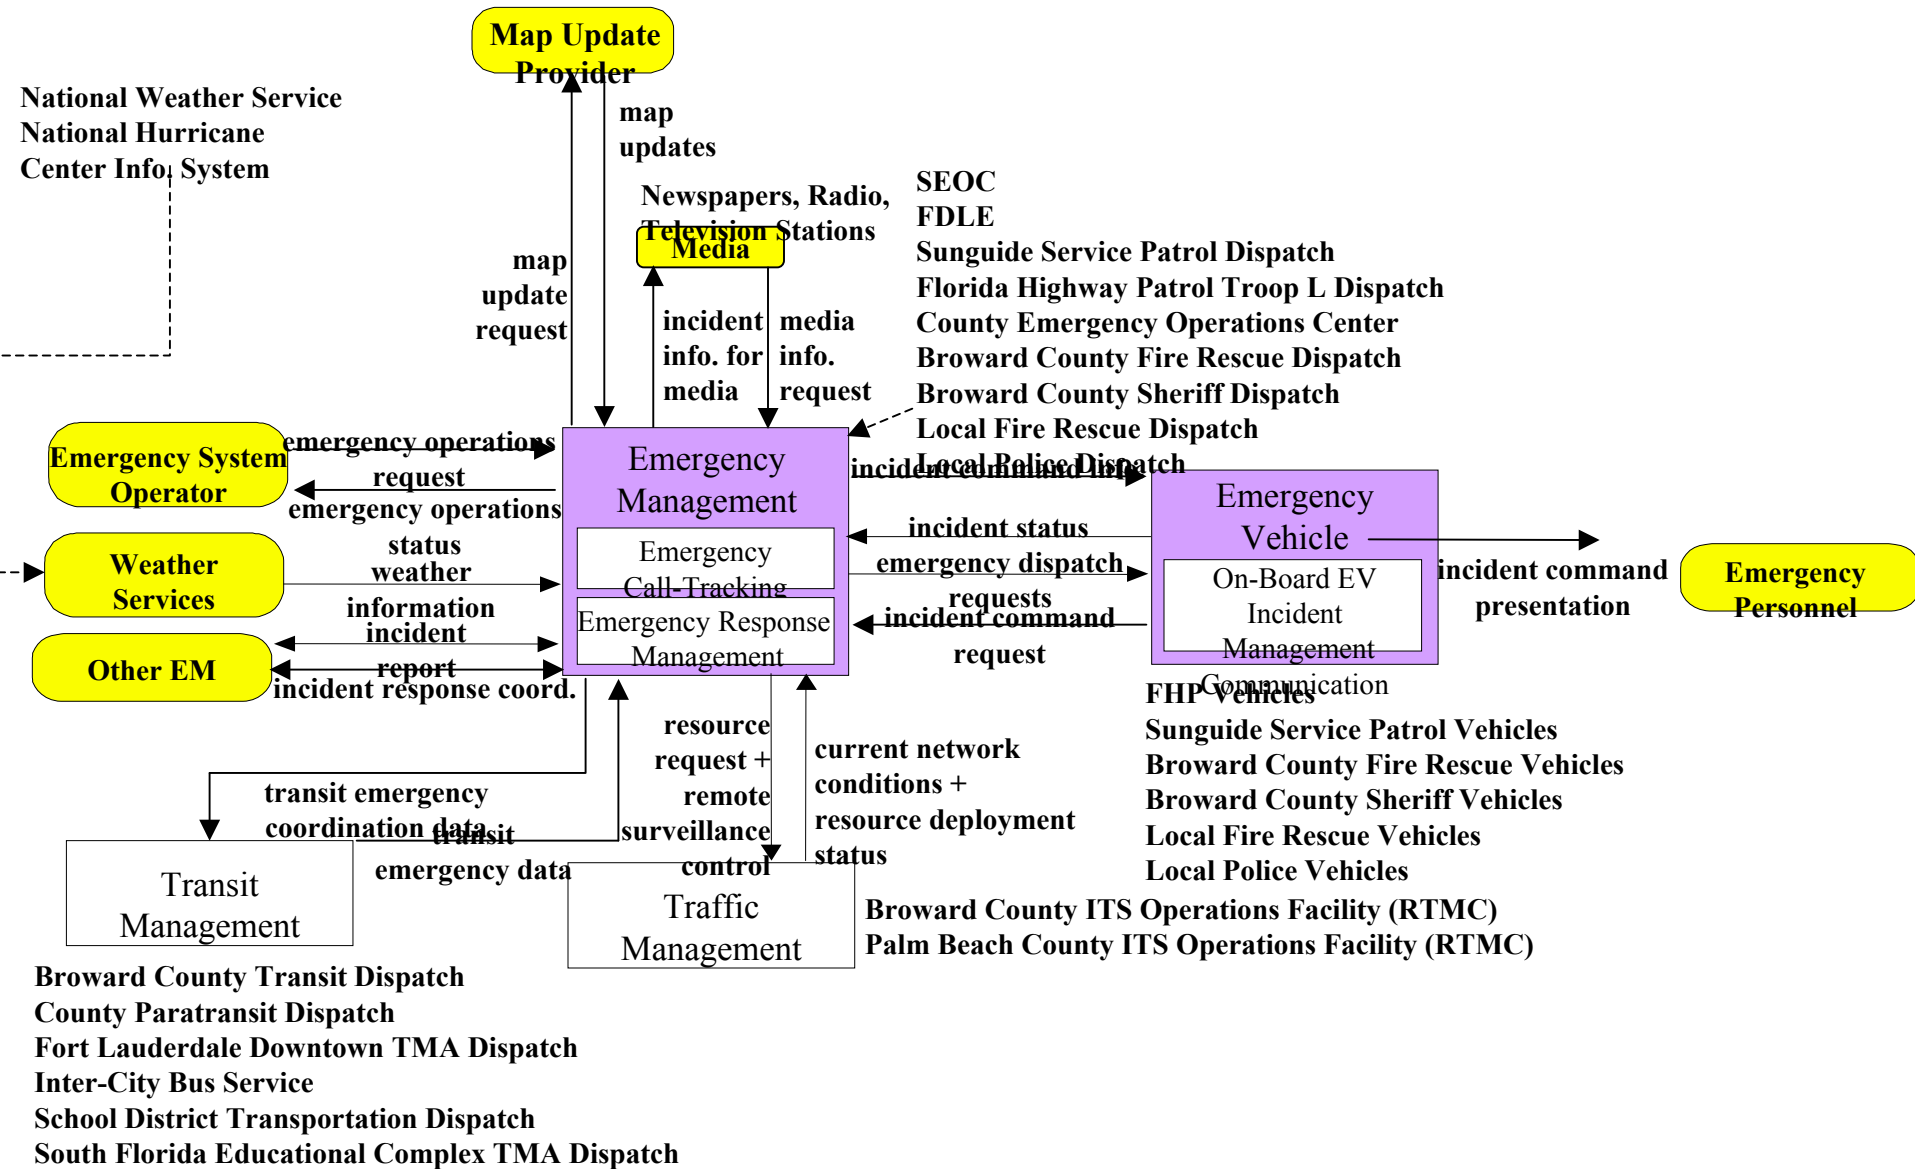 Map Update
Provider
National Weather Service
National Hurricane
Center Info. System
map
updates
Newspapers, Radio,
Television Stations
Media
SEOC
FDLE
Sunguide Service Patrol Dispatch
Florida Highway Patrol Troop L Dispatch
County Emergency Operations Center
Broward County Fire Rescue Dispatch
Broward County Sheriff Dispatch
Local Fire Rescue Dispatch
Local Police Dispatch
map
update
request
incident
info. for
media
media
info.
request
Emergency System
Operator
emergency operations
request
emergency operations
status
Weather
Services
weather
information
Other EM
incident
report
incident response coord.
Emergency
Management
Emergency
Call-Tracking
Emergency Response
Management
incident command info.
incident status
emergency dispatch
requests
incident command
request
Emergency
Vehicle
On-Board EV
Incident
Management
Communication
incident command
presentation
Emergency
Personnel
FHP Vehicles
Sunguide Service Patrol Vehicles
Broward County Fire Rescue Vehicles
Broward County Sheriff Vehicles
Local Fire Rescue Vehicles
Local Police Vehicles
transit emergency
coordination data
transit
emergency data
resource
request +
remote
surveillance
control
current network
conditions +
resource deployment
status
Transit
Management
Traffic
Management
Broward County ITS Operations Facility (RTMC)
Palm Beach County ITS Operations Facility (RTMC)
Broward County Transit Dispatch
County Paratransit Dispatch
Fort Lauderdale Downtown TMA Dispatch
Inter-City Bus Service
School District Transportation Dispatch
South Florida Educational Complex TMA Dispatch